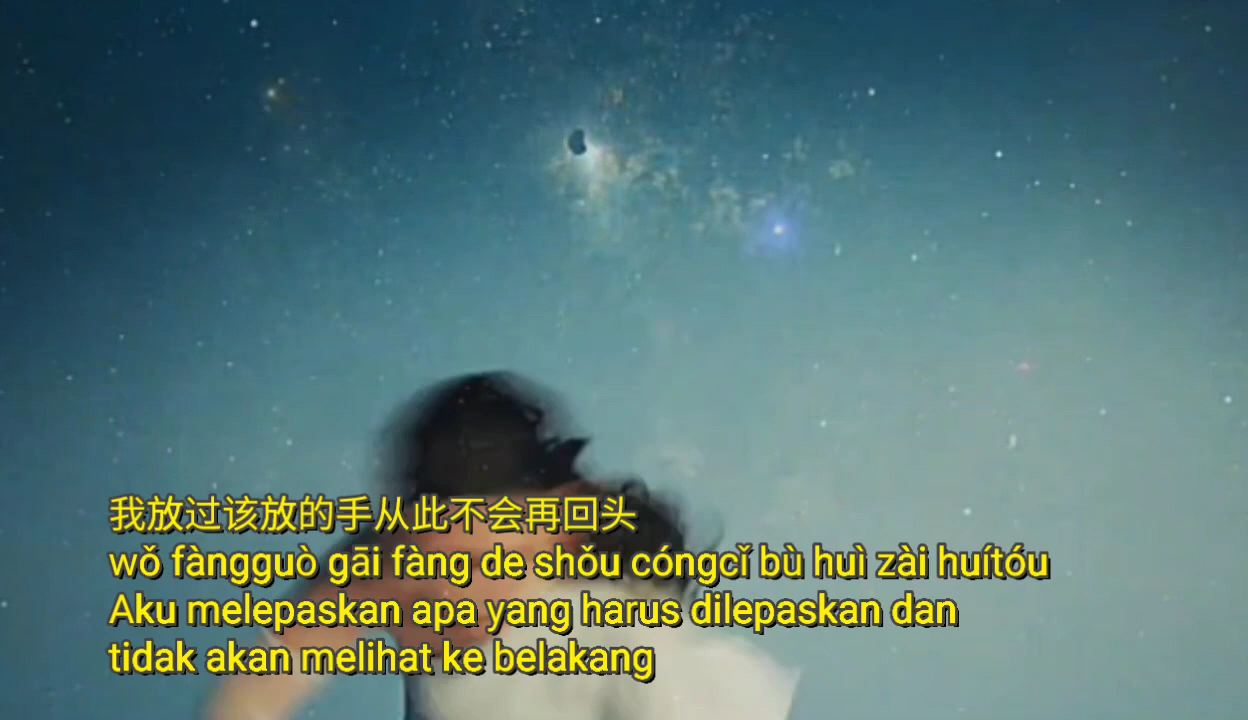 我放过该放的手从此不会再回头
wǒ fàngguò gāi fàng de shǒu cóngcǐ bù huì zài huítóu
Aku melepaskan apa yang harus dilepaskan dan
tidak akan melihat ke belakang